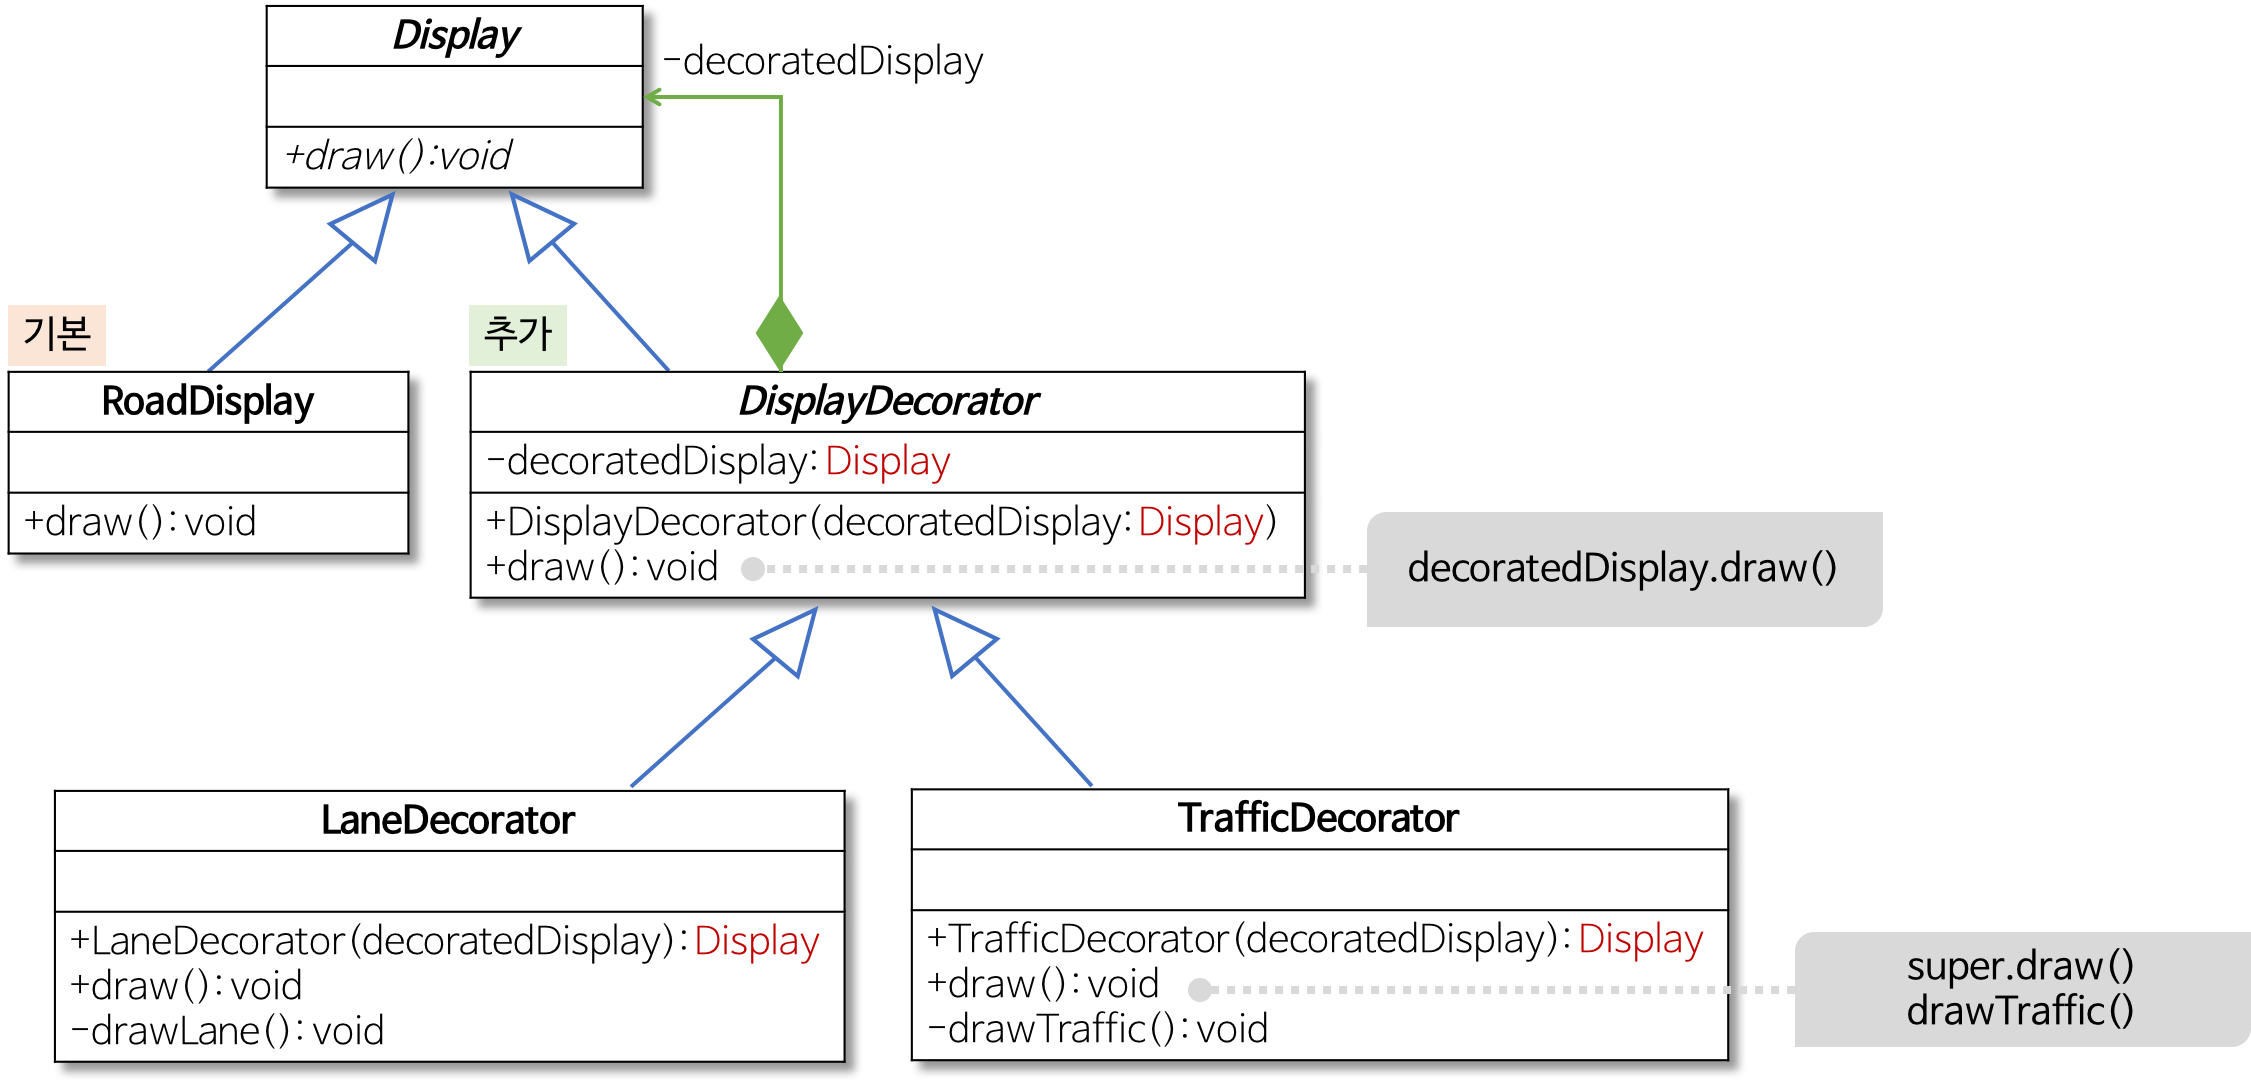 Display
-decoratedDisplay
+draw():void
기본
추가
RoadDisplay
+draw():void
DisplayDecorator
-decoratedDisplay:Display
+DisplayDecorator(decoratedDisplay:Display)
+draw():void
decoratedDisplay.draw()
LaneDecorator
+LaneDecorator(decoratedDisplay):Display
+draw():void
-drawLane():void
TrafficDecorator
+TrafficDecorator(decoratedDisplay):Display
+draw():void
-drawTraffic():void
super.draw()
drawTraffic()